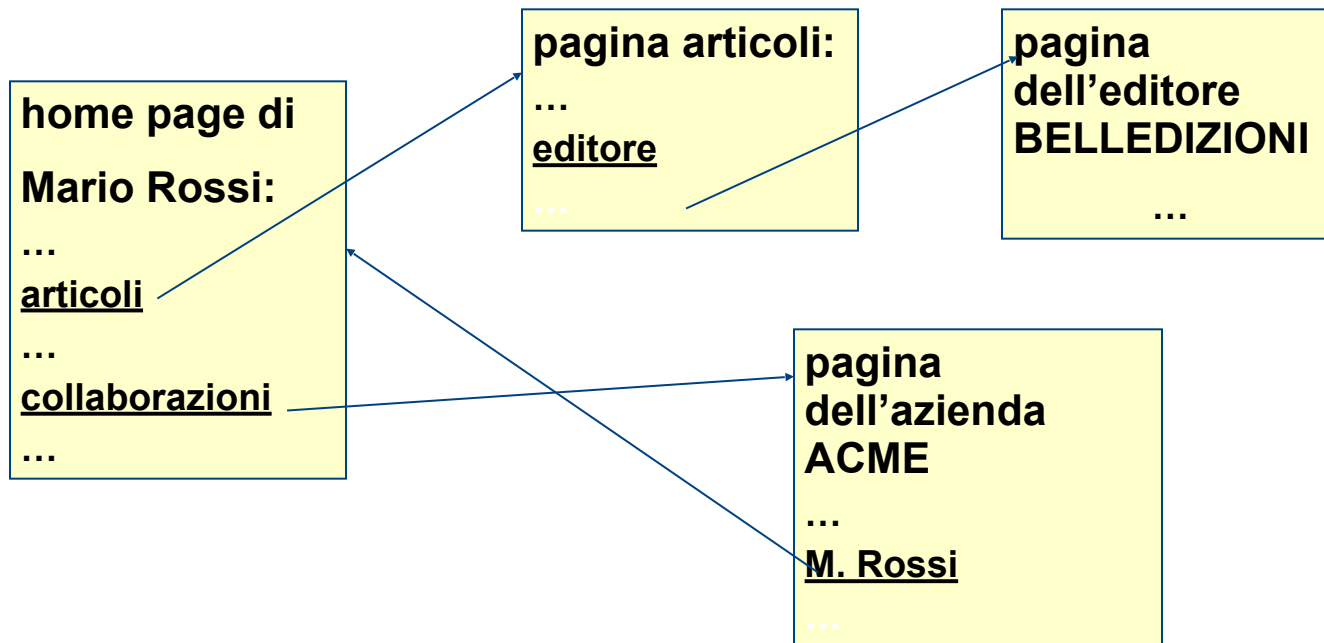 home page di
Mario Rossi:
…
articoli
…
collaborazioni
…
pagina articoli:
…
editore
…
pagina
dell’editore
BELLEDIZIONI
…
pagina
dell’azienda
ACME
…
M. Rossi
…